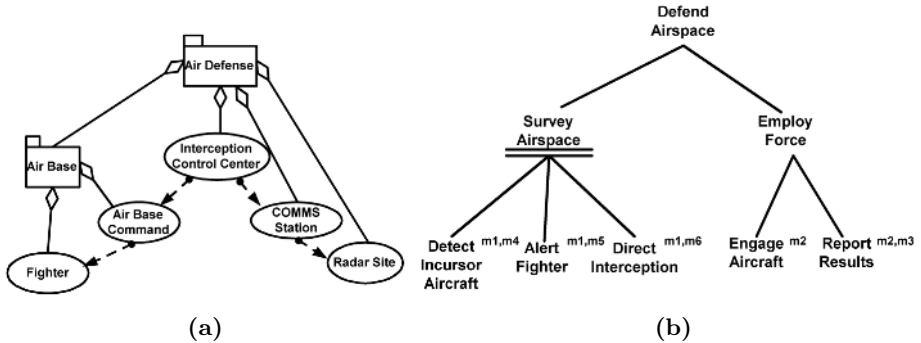 Air Defense
Air Base
Interception
Control Center
Air Base
Command
COMMS
Station
Fighter
Radar Site
(a)
Defend
Airspace
Survey
Airspace
Employ
Force
Detect m1,m4
Incursor
Aircraft
Alert m1,m5
Fighter
Direct m1,m6
Interception
Engage m2
Aircraft
Report m2,m3
Results
(b)